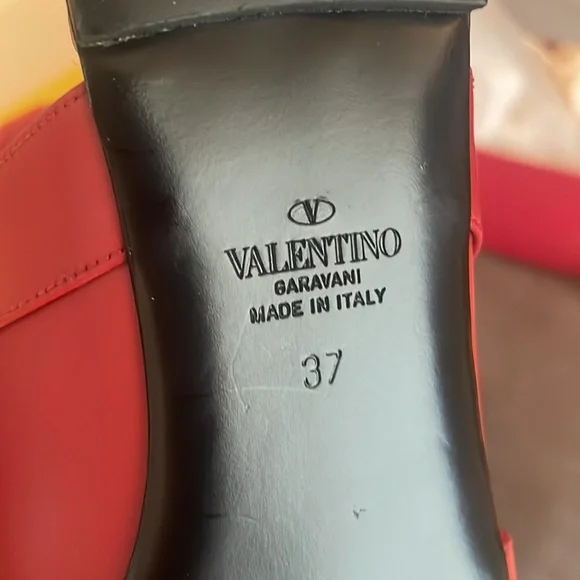 V
VALENTINO
GARAVANI
MADE IN ITALY
37